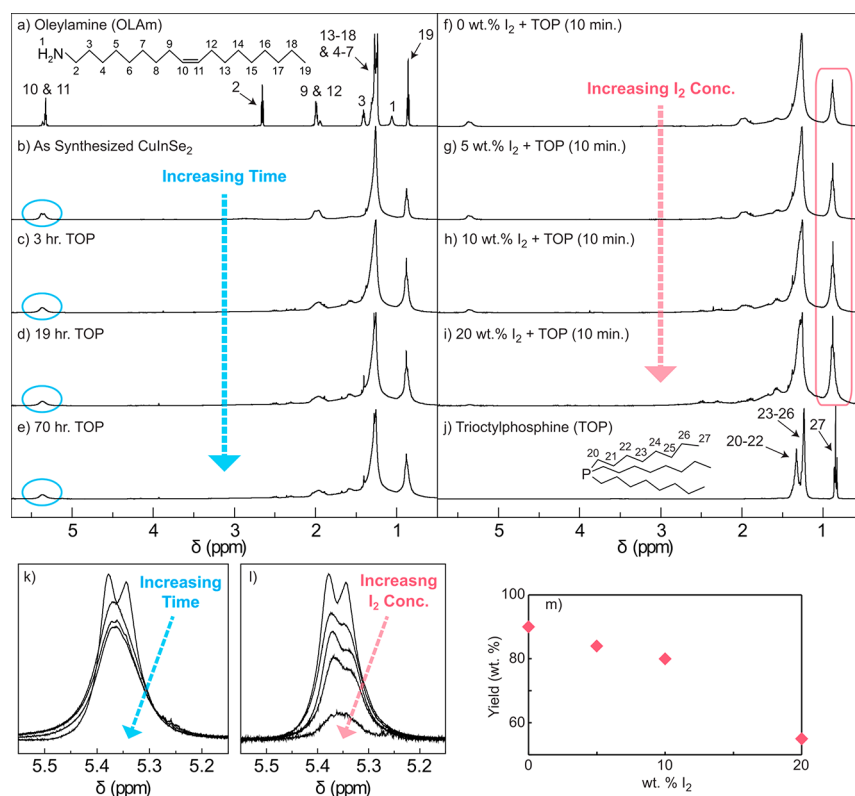 a) Oleylamine (OLAm)
1
H2N
3 5 7 9 12 14 16 18
2 4 6 8 10 11 13 15 17 19
13-18
& 4-7
19
10 & 11
2
9 & 12
3
1
b) As Synthesized CuInSe2
Increasing Time
c) 3 hr. TOP
d) 19 hr. TOP
e) 70 hr. TOP
5 4 3 2 1
δ (ppm)
f) 0 wt.% I2 + TOP (10 min.)
Increasing I2 Conc.
g) 5 wt.% I2 + TOP (10 min.)
h) 10 wt.% I2 + TOP (10 min.)
i) 20 wt.% I2 + TOP (10 min.)
j) Trioctylphosphine (TOP)
20 21 22 23 24 25 26 27
P
23-26
20-22
27
5 4 3 2 1
δ (ppm)
k)
Increasing
Time
5.5 5.4 5.3 5.2
δ (ppm)
l)
Increasng
I2 Conc.
5.5 5.4 5.3 5.2
δ (ppm)
m)
Yield (wt. %)
100
80
60
0 10 20
wt. % I2